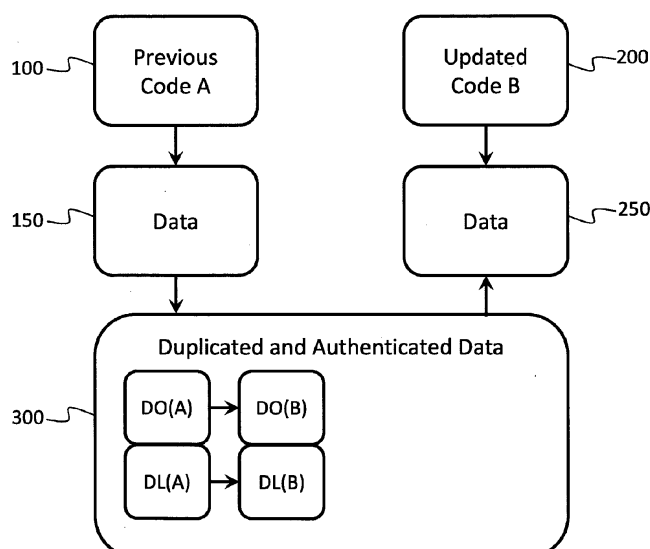 100
Previous
Code A
Updated
Code B
200
150
Data
Data
250
Duplicated and Authenticated Data
300
DO(A)
DO(B)
DL(A)
DL(B)